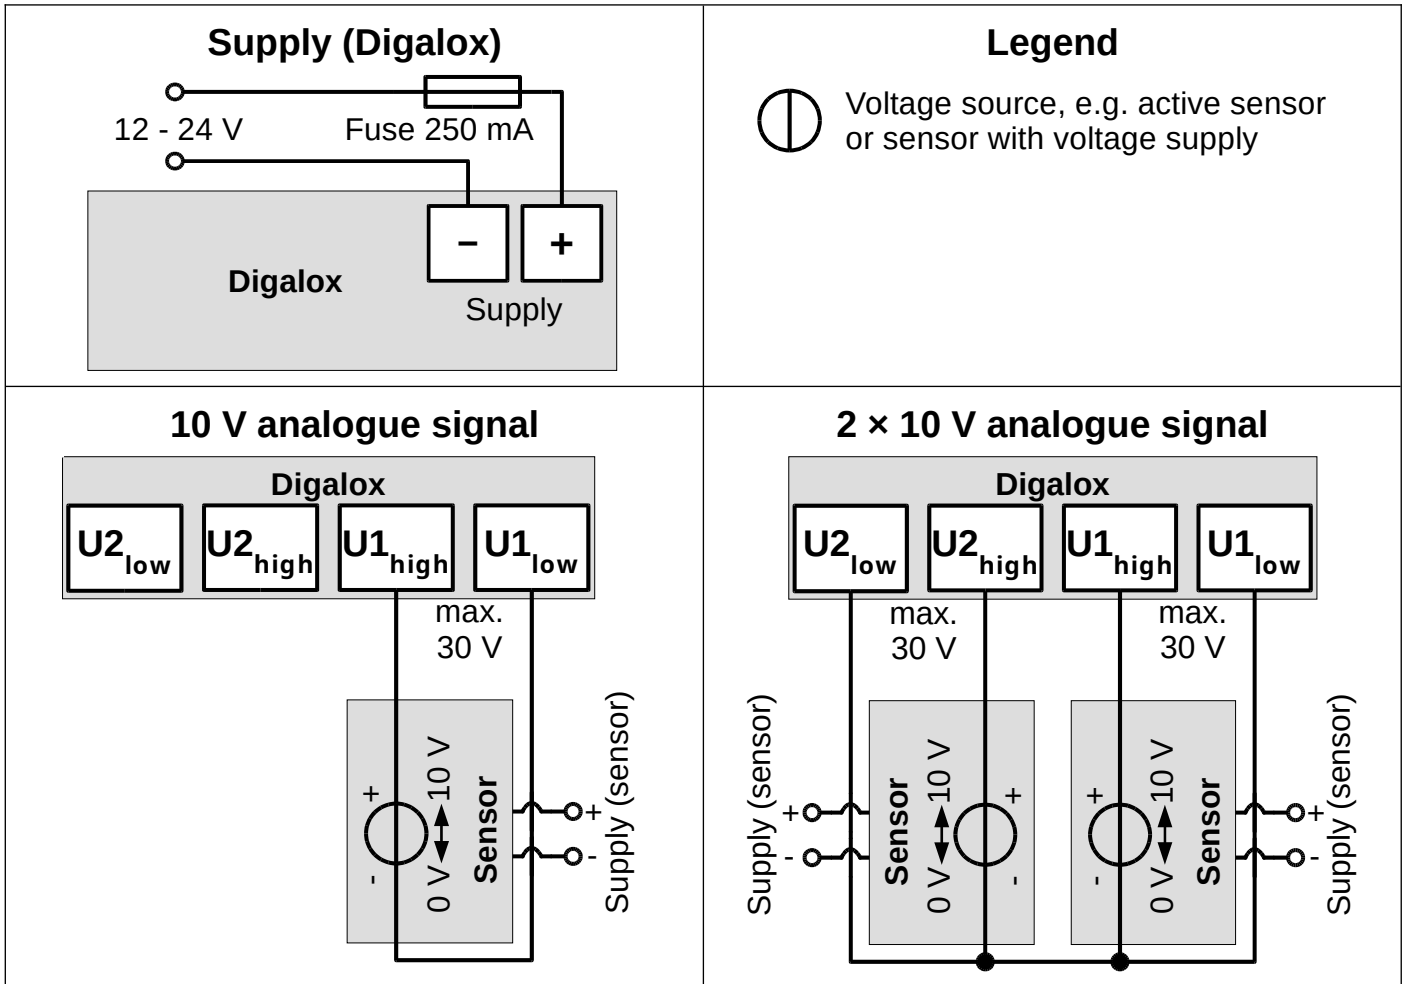 Supply (Digalox)
12 - 24 V
Fuse 250 mA
−
+
Digalox
Supply
Legend
Voltage source, e.g. active sensor
or sensor with voltage supply
10 V analogue signal
Digalox
U2low
U2high
U1high
U1low
max.
30 V
+
-
0 V
10 V
Sensor
+
-
Supply (sensor)
2 × 10 V analogue signal
Digalox
U2low
U2high
U1high
U1low
max.
30 V
max.
30 V
Supply (sensor)
+
-
Sensor
0 V
10 V
+
-
+
-
0 V
10 V
Sensor
+
-
Supply (sensor)